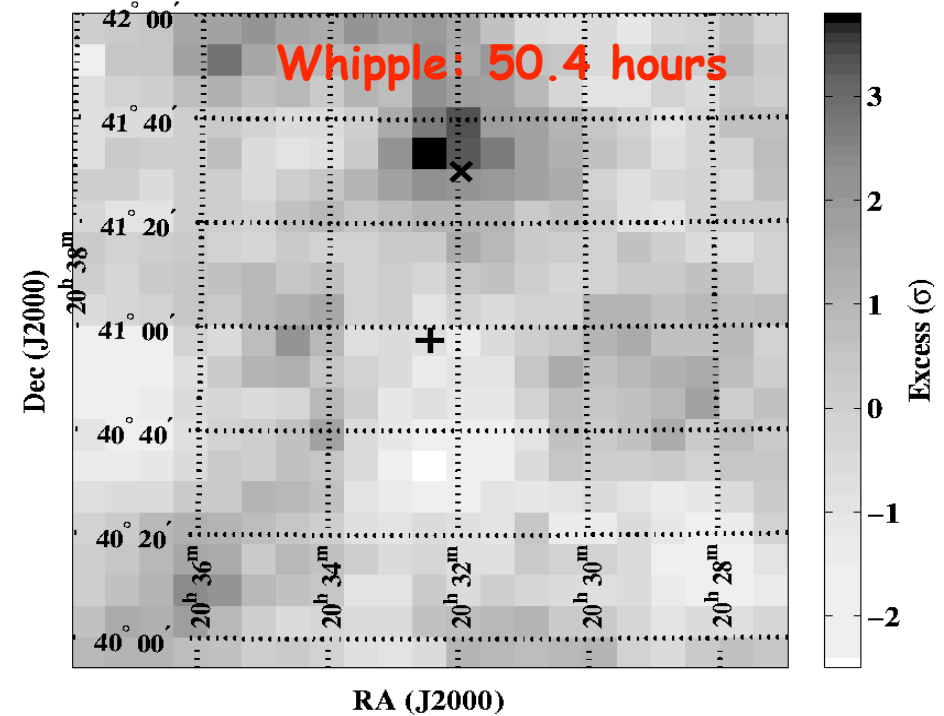 Whipple: 50.4 hours
42° 00′
41° 40′
41° 20′
41° 00′
40° 40′
40° 20′
40° 00′
Dec (J2000)
20ʰ 38ᵐ
20ʰ 36ᵐ
20ʰ 34ᵐ
20ʰ 32ᵐ
20ʰ 30ᵐ
20ʰ 28ᵐ
RA (J2000)
3
2
1
0
−1
−2
Excess (σ)